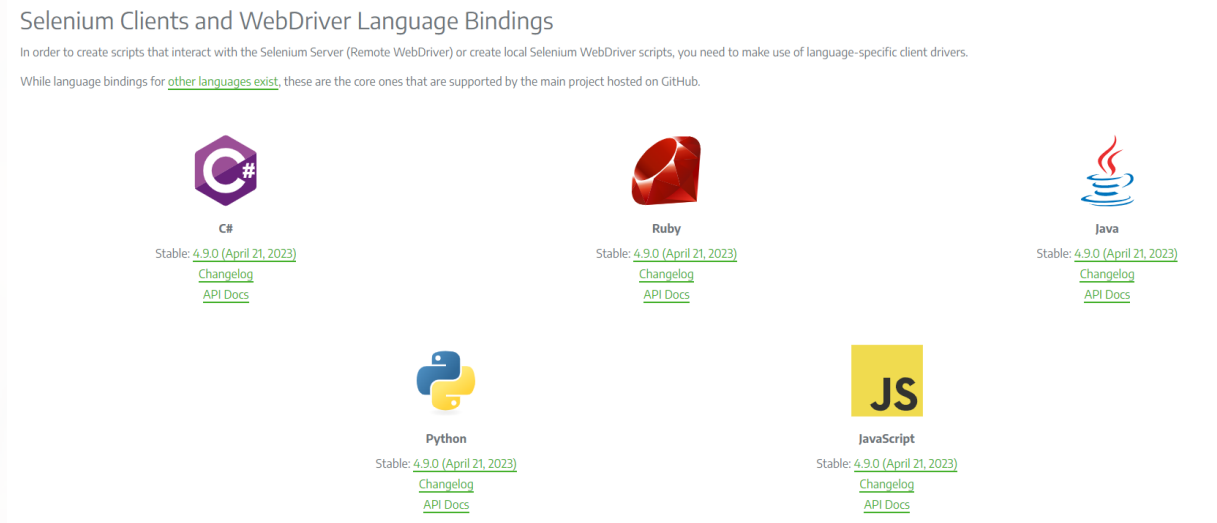 Selenium Clients and WebDriver Language Bindings
In order to create scripts that interact with the Selenium Server (Remote WebDriver) or create local Selenium WebDriver scripts, you need to make use of language-specific client drivers.
While language bindings for other languages exist, these are the core ones that are supported by the main project hosted on GitHub.
C#
C#
Stable: 4.9.0 (April 21, 2023)
Changelog
API Docs
Ruby
Stable: 4.9.0 (April 21, 2023)
Changelog
API Docs
Java
Stable: 4.9.0 (April 21, 2023)
Changelog
API Docs
Python
Stable: 4.9.0 (April 21, 2023)
Changelog
API Docs
JS
JavaScript
Stable: 4.9.0 (April 21, 2023)
Changelog
API Docs